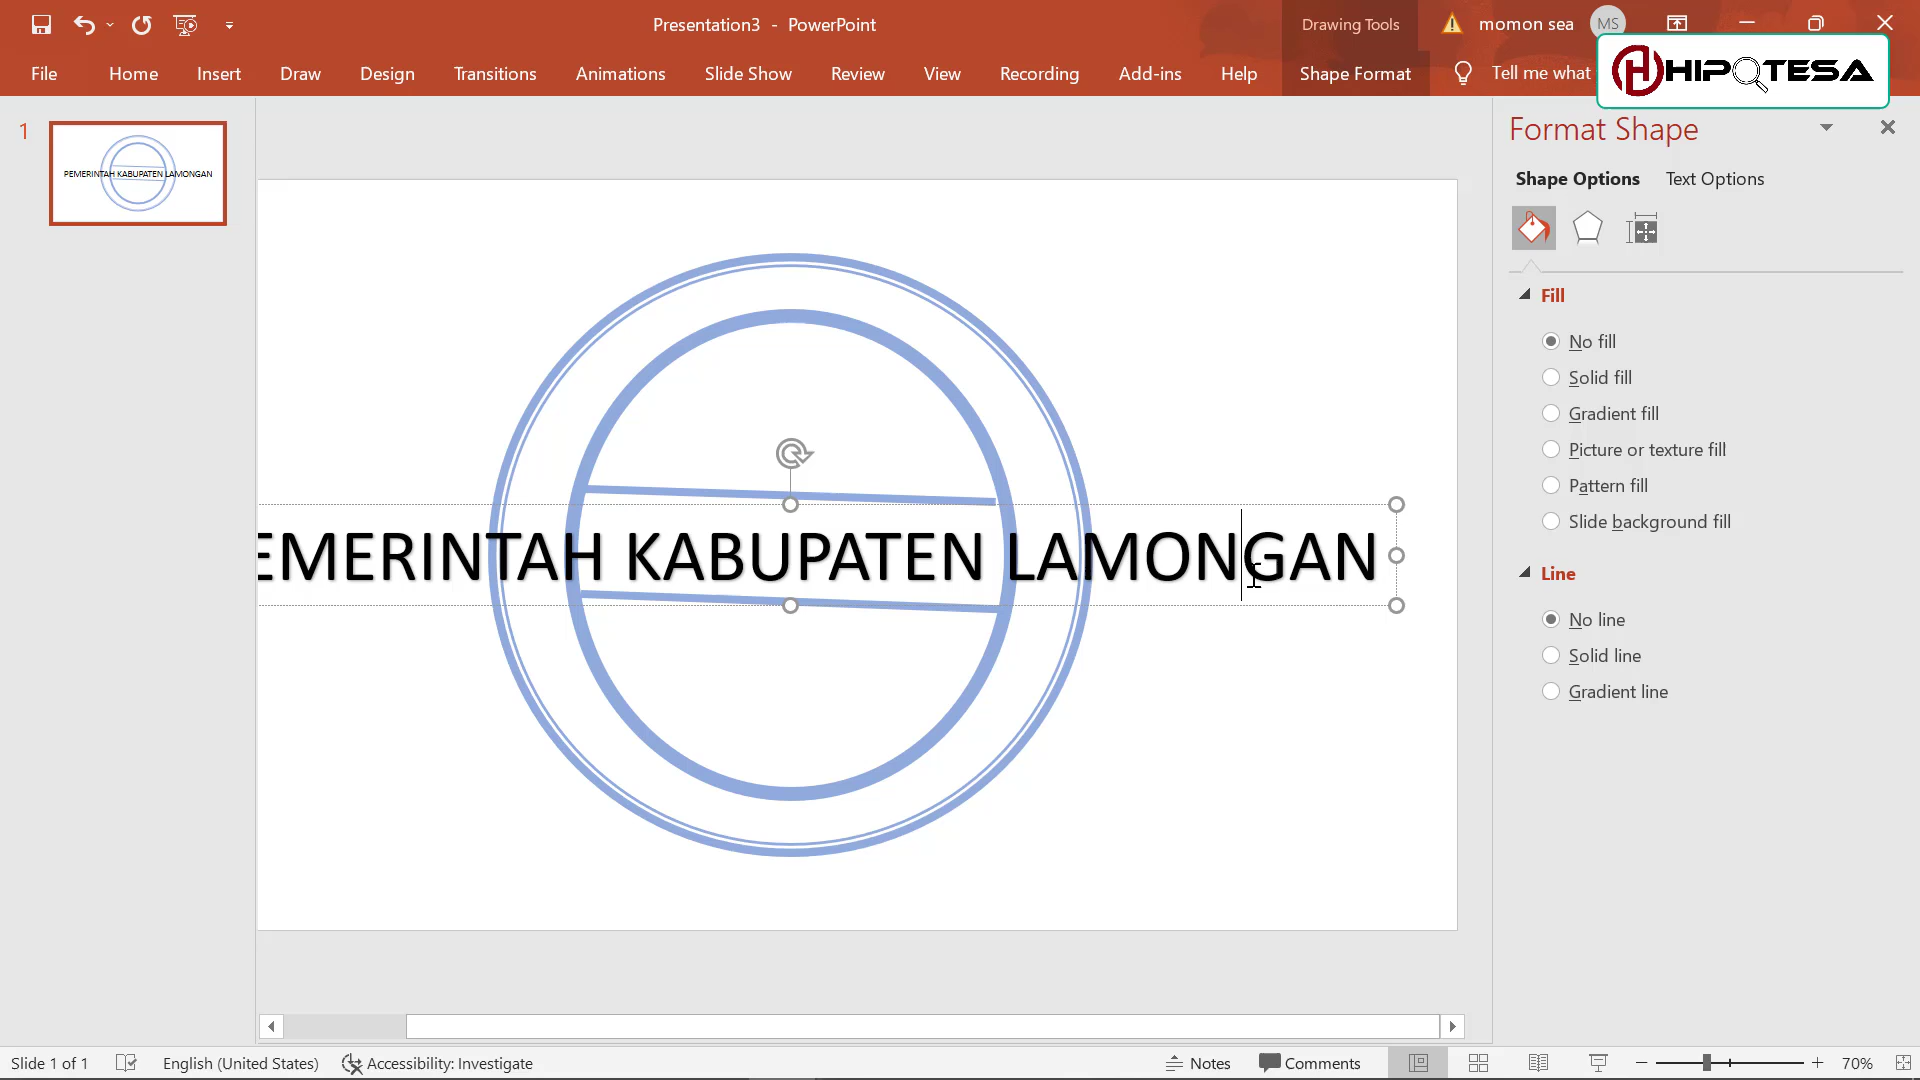 Presentation3 - PowerPoint
Drawing Tools
momon sea
MS
File
Home
Insert
Draw
Design
Transitions
Animations
Slide Show
Review
View
Recording
Add-ins
Help
Shape Format
Tell me what
HIPOTESA
1
PEMERINTAH KABUPATEN LAMONGAN
EMERINTAH KABUPATEN LAMONGAN
Format Shape
Shape Options
Text Options
Fill
No fill
Solid fill
Gradient fill
Picture or texture fill
Pattern fill
Slide background fill
Line
No line
Solid line
Gradient line
Slide 1 of 1
English (United States)
Accessibility: Investigate
Notes
Comments
70%